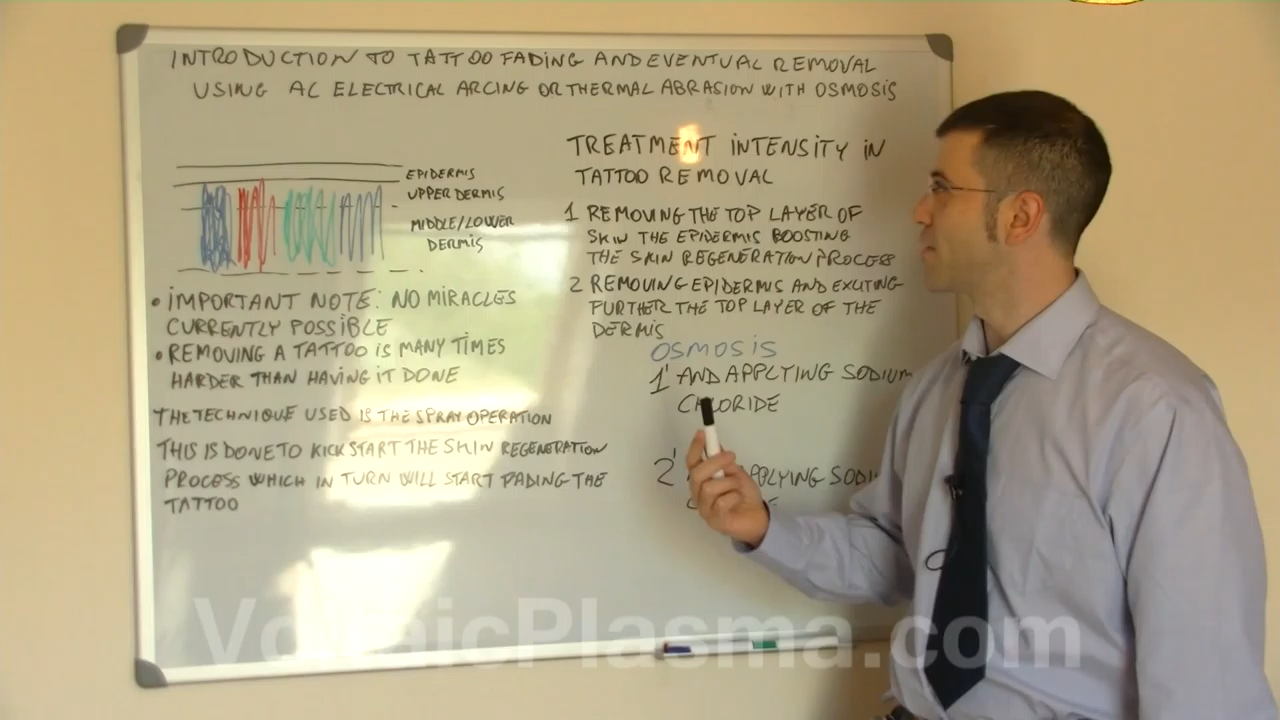 INTRODUCTION TO TATTOO FADING AND EVENTUAL REMOVAL
USING AC ELECTRICAL ARCING OR THERMAL ABRASION WITH OSMOSIS
EPIDERMIS
UPPER DERMIS
MIDDLE/LOWER
DERMIS
• IMPORTANT NOTE: NO MIRACLES
CURRENTLY POSSIBLE
• REMOVING A TATTOO IS MANY TIMES
HARDER THAN HAVING IT DONE
THE TECHNIQUE USED IS THE SPRAY OPERATION
THIS IS DONE TO KICK START THE SKIN REGENERATION
PROCESS WHICH IN TURN WILL START FADING THE
TATTOO
TREATMENT INTENSITY IN
TATTOO REMOVAL
1 REMOVING THE TOP LAYER OF
SKIN THE EPIDERMIS BOOSTING
THE SKIN REGENERATION PROCESS
2 REMOVING EPIDERMIS AND EXCITING
FURTHER THE TOP LAYER OF THE
DERMIS
OSMOSIS
1' AND APPLYING SODIUM
CHLORIDE
2' APPLYING SODIU
VoltaicPlasma.com